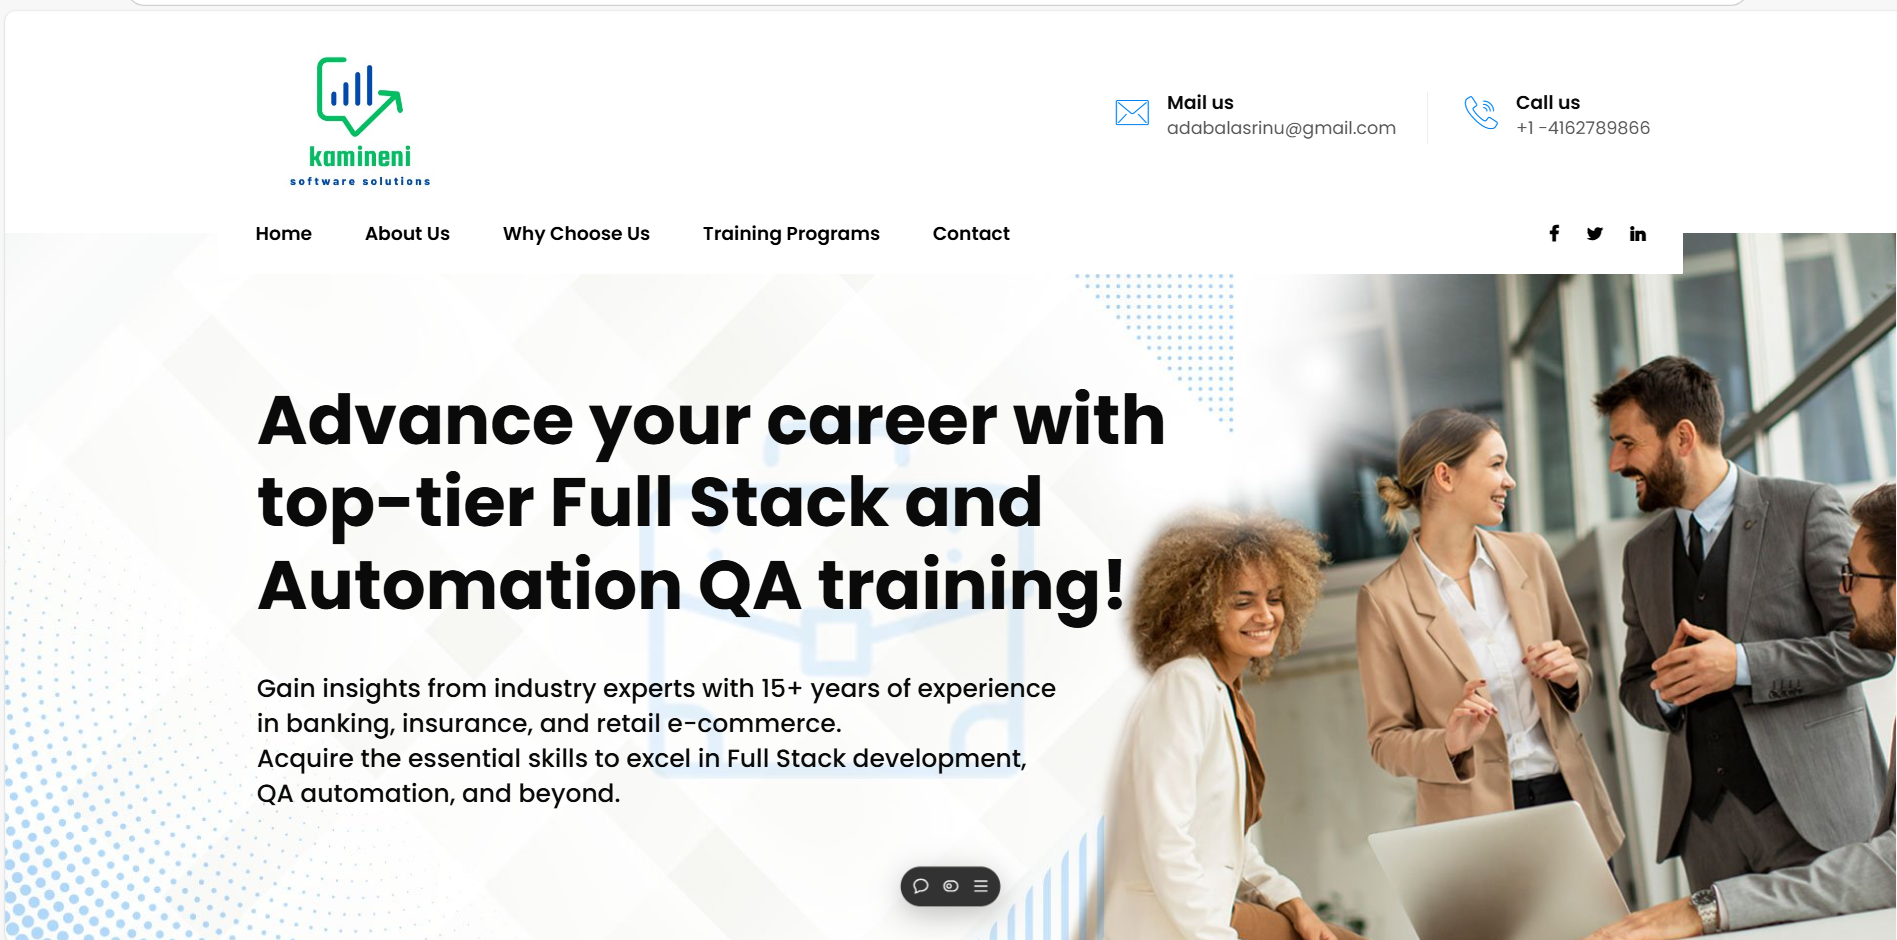 kamineni
software solutions
Mail us
adabalasrinu@gmail.com
Call us
+1 -4162789866
Home
About Us
Why Choose Us
Training Programs
Contact
Advance your career with
top-tier Full Stack and
Automation QA training!
Gain insights from industry experts with 15+ years of experience
in banking, insurance, and retail e-commerce.
Acquire the essential skills to excel in Full Stack development,
QA automation, and beyond.